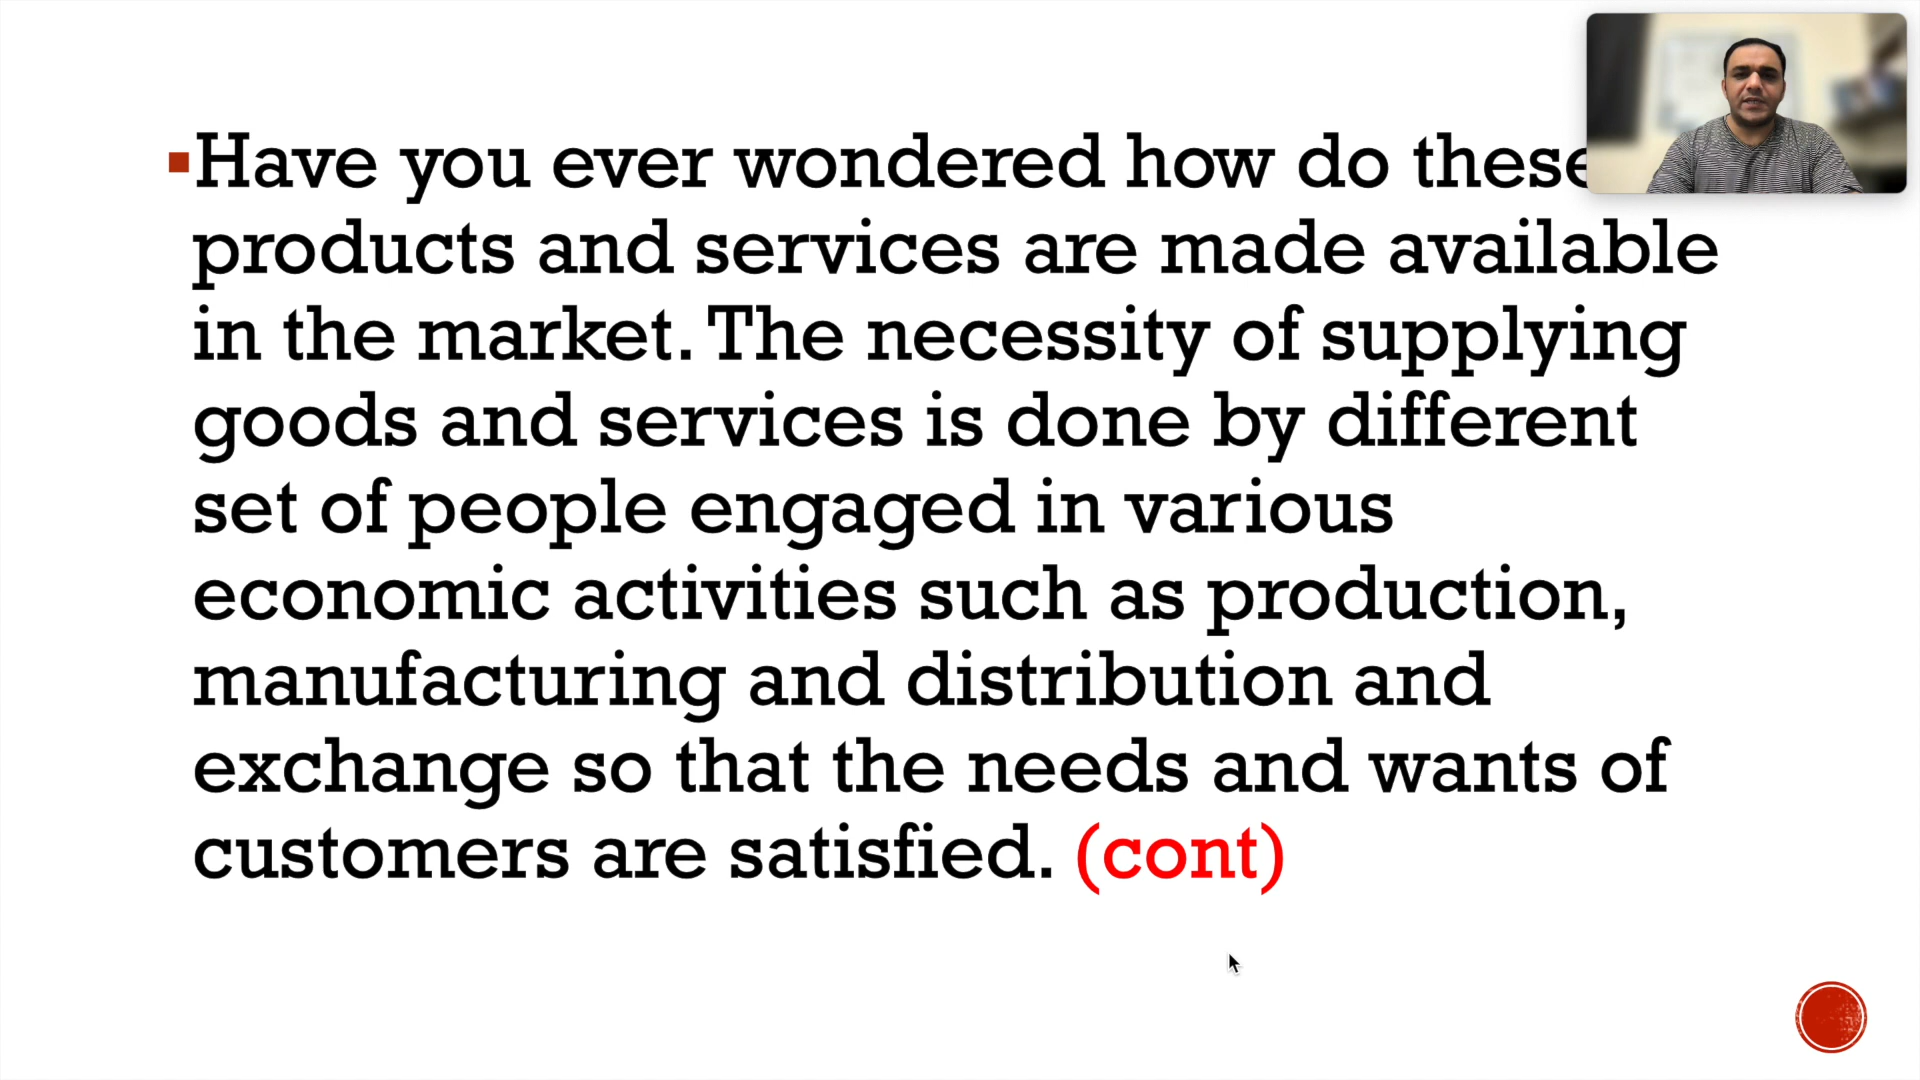 Have you ever wondered how do these
products and services are made available
in the market. The necessity of supplying
goods and services is done by different
set of people engaged in various
economic activities such as production,
manufacturing and distribution and
exchange so that the needs and wants of
customers are satisfied. (cont)